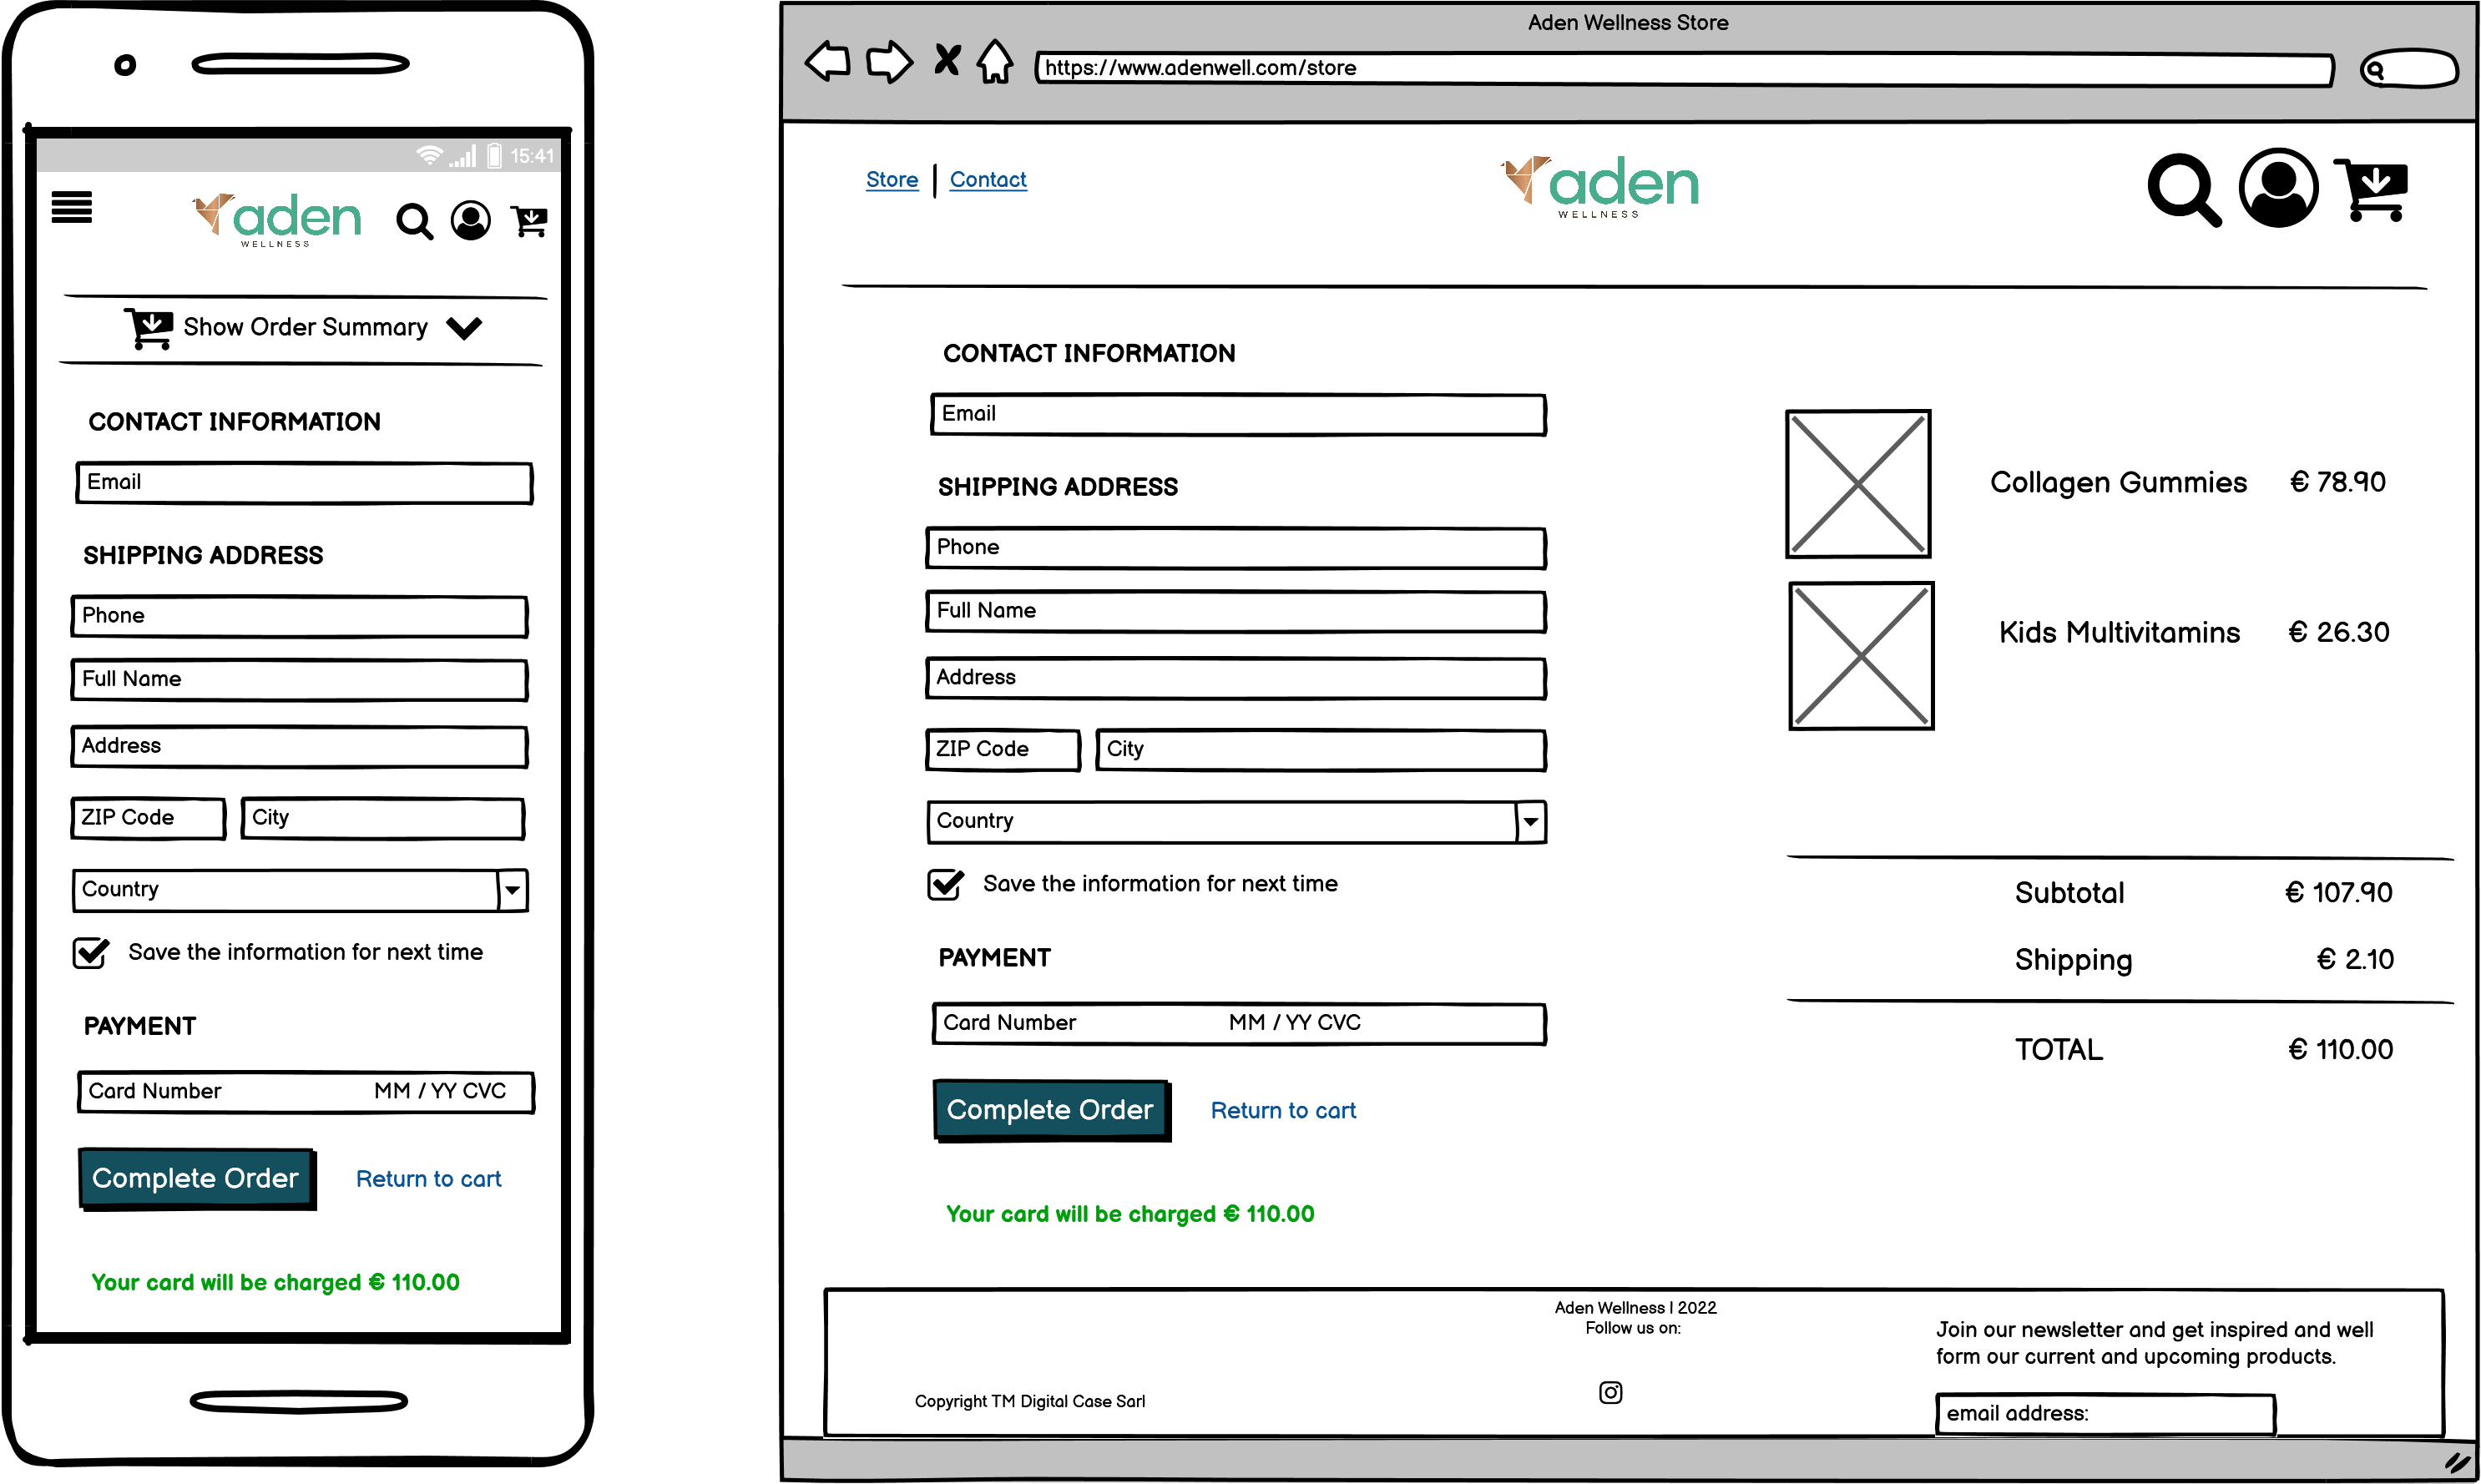 15:41
aden
WELLNESS
Show Order Summary
CONTACT INFORMATION
Email
SHIPPING ADDRESS
Phone
Full Name
Address
ZIP Code City
Country
Save the information for next time
PAYMENT
Card Number MM / YY CVC
Complete Order Return to cart
Your card will be charged € 110.00
Aden Wellness Store
https://www.adenwell.com/store
Store | Contact
aden
WELLNESS
CONTACT INFORMATION
Email
SHIPPING ADDRESS
Phone
Full Name
Address
ZIP Code City
Country
Save the information for next time
PAYMENT
Card Number MM / YY CVC
Complete Order Return to cart
Your card will be charged € 110.00
Collagen Gummies € 78.90
Kids Multivitamins € 26.30
Subtotal € 107.90
Shipping € 2.10
TOTAL € 110.00
Copyright TM Digital Case Sarl
Aden Wellness | 2022
Follow us on:
Join our newsletter and get inspired and well
form our current and upcoming products.
email address: